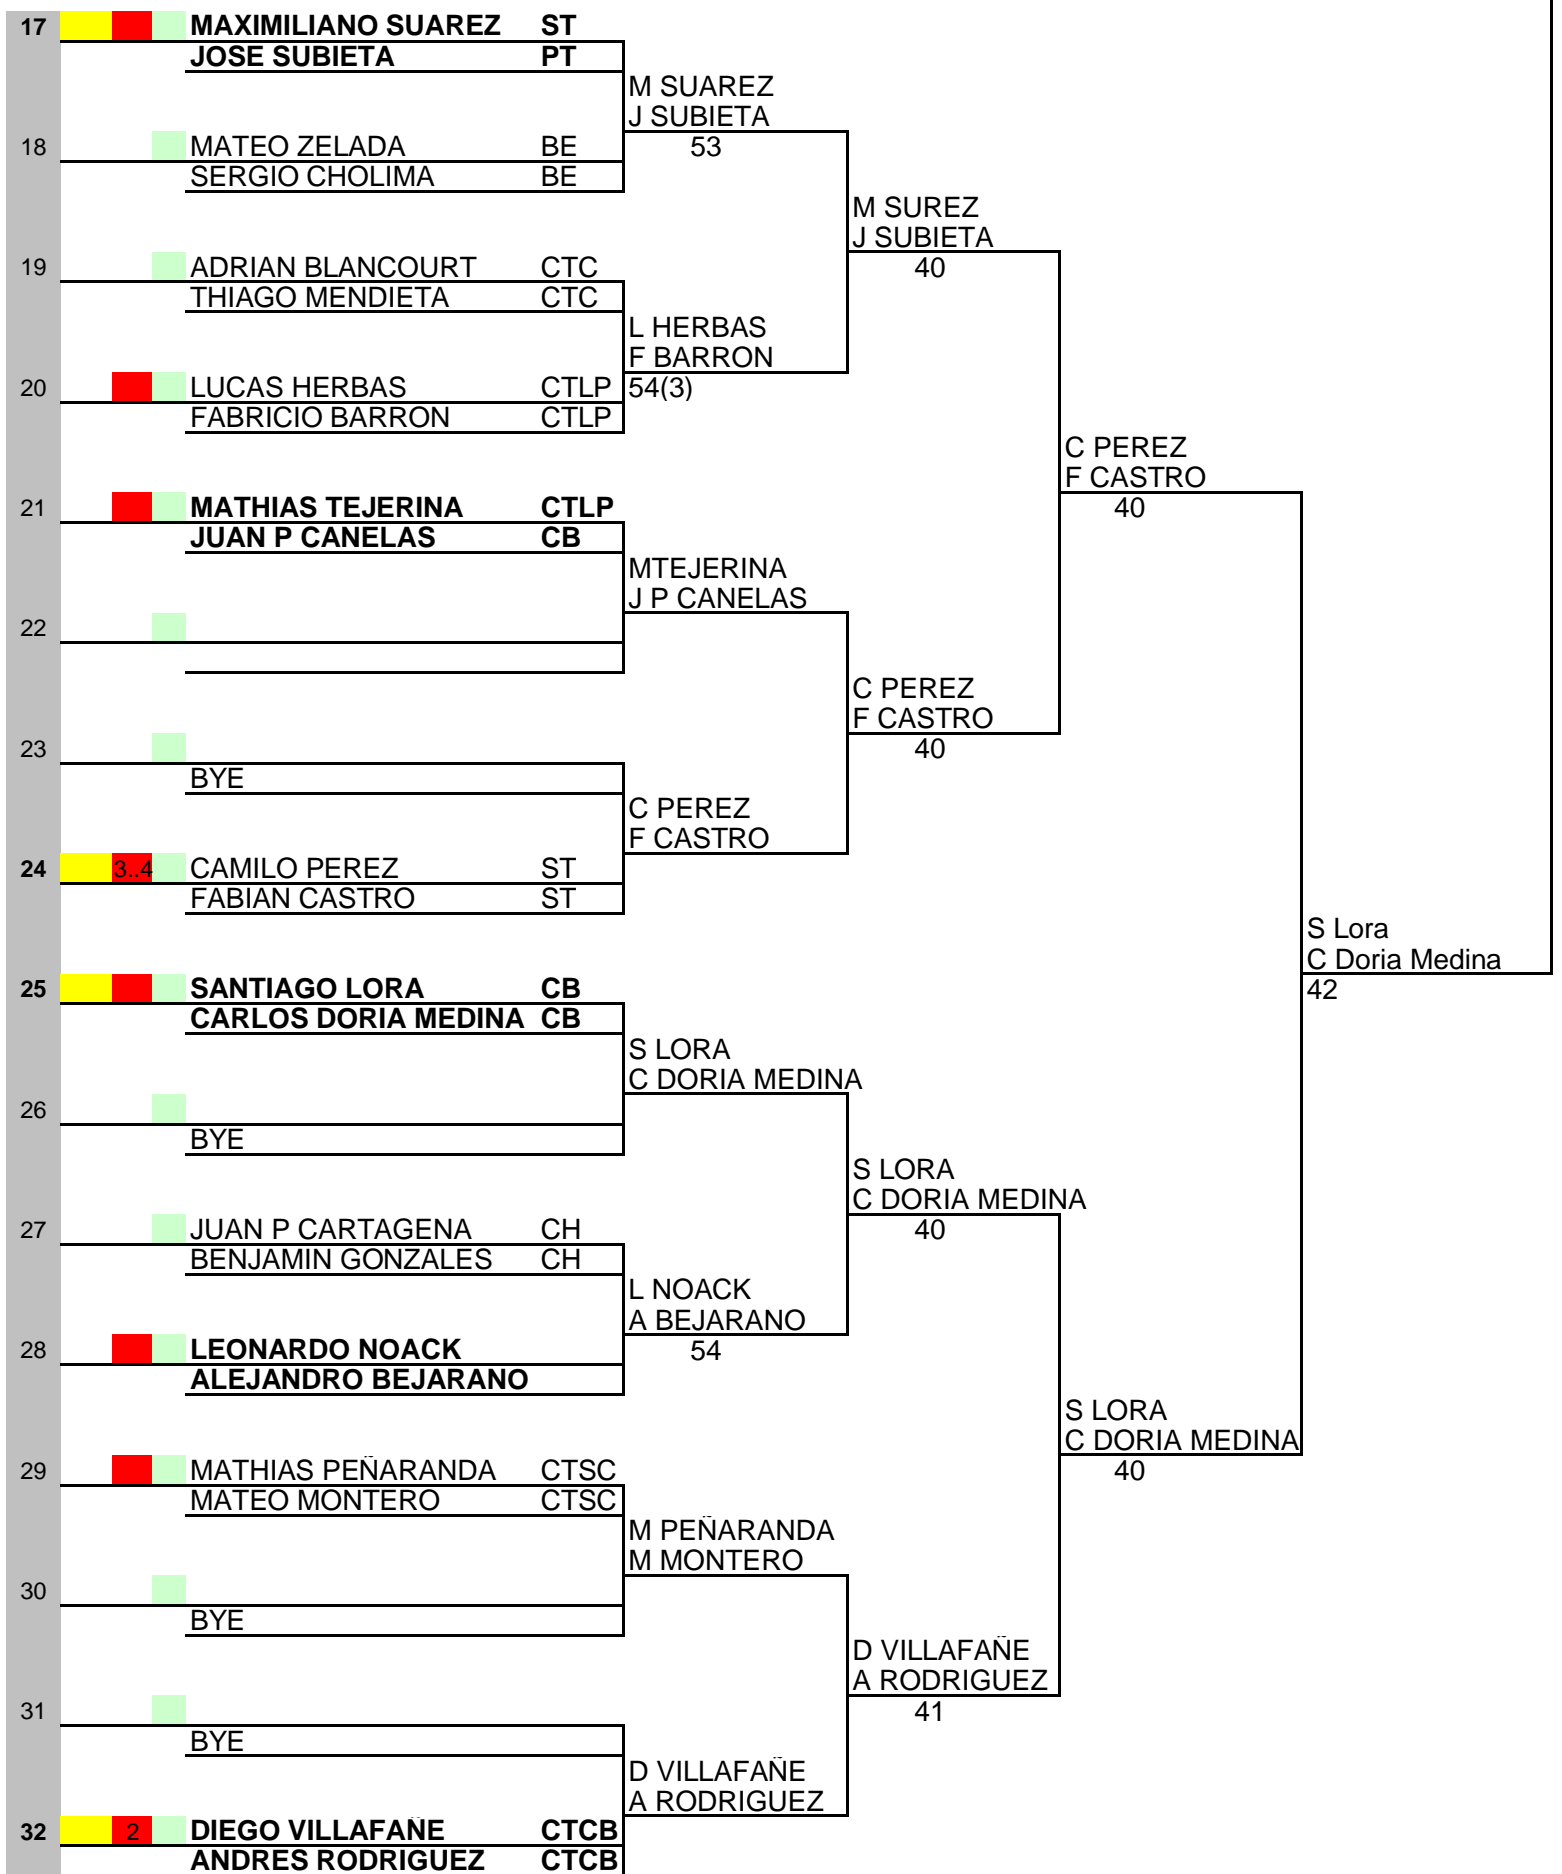 17 MAXIMILIANO SUAREZ ST
JOSE SUBIETA PT
M SUAREZ
J SUBIETA
18 MATEO ZELADA BE 53
SERGIO CHOLIMA BE
M SUREZ
J SUBIETA
19 ADRIAN BLANCOURT CTC 40
THIAGO MENDIETA CTC
L HERBAS
F BARRON
20 LUCAS HERBAS CTLP 54(3)
FABRICIO BARRON CTLP
C PEREZ
F CASTRO
21 MATHIAS TEJERINA CTLP 40
JUAN P CANELAS CB
MTEJERINA
J P CANELAS
22
C PEREZ
F CASTRO
23 40
BYE
C PEREZ
F CASTRO
24 3..4 CAMILO PEREZ ST
FABIAN CASTRO ST
S Lora
C Doria Medina
25 SANTIAGO LORA CB 42
CARLOS DORIA MEDINA CB
S LORA
C DORIA MEDINA
26
BYE
S LORA
C DORIA MEDINA
27 JUAN P CARTAGENA CH 40
BENJAMIN GONZALES CH
L NOACK
A BEJARANO
28 LEONARDO NOACK 54
ALEJANDRO BEJARANO
S LORA
C DORIA MEDINA
29 MATHIAS PEÑARANDA CTSC 40
MATEO MONTERO CTSC
M PEÑARANDA
M MONTERO
30
BYE
D VILLAFAÑE
A RODRIGUEZ
31 41
BYE
D VILLAFAÑE
A RODRIGUEZ
32 2 DIEGO VILLAFAÑE CTCB
ANDRES RODRIGUEZ CTCB